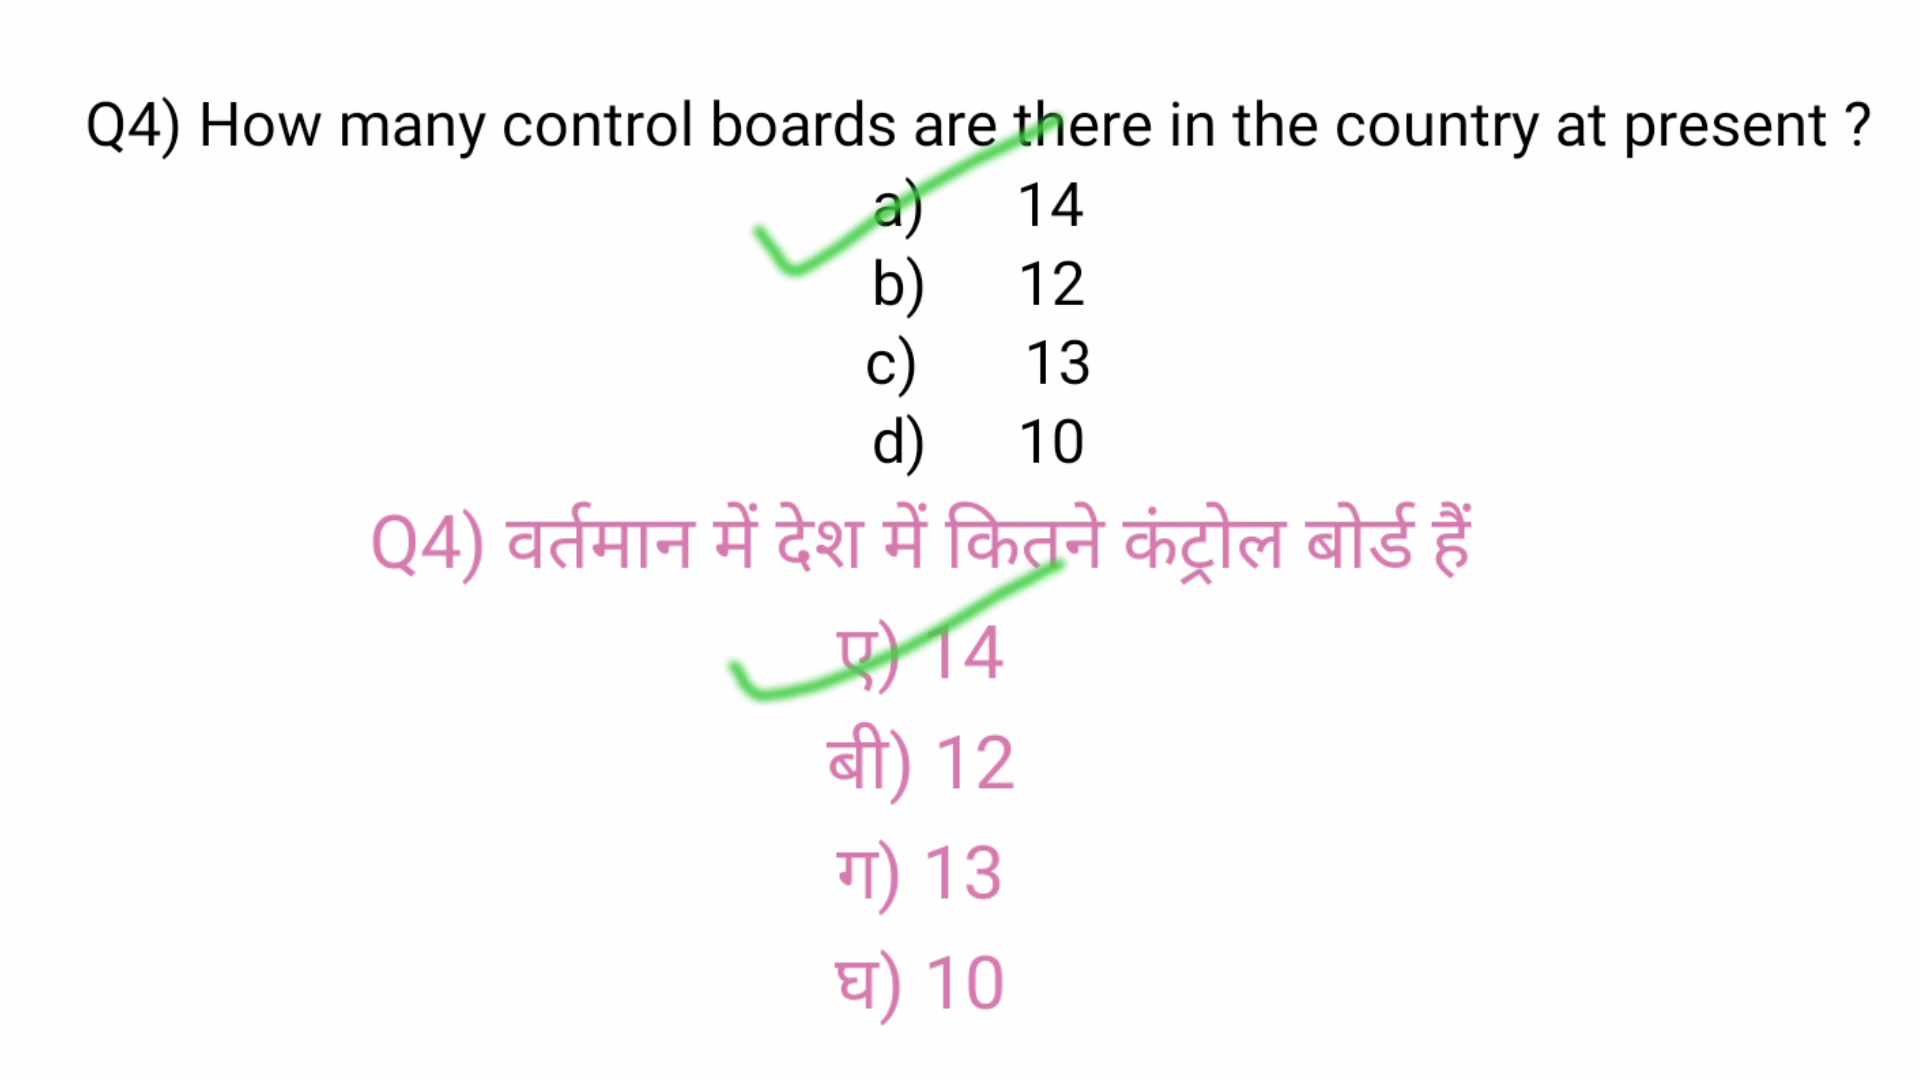 Q4) How many control boards are there in the country at present ?
a) 14
b) 12
c) 13
d) 10
Q4) वर्तमान में देश में कितने कंट्रोल बोर्ड हैं
ए) 14
बी) 12
ग) 13
घ) 10